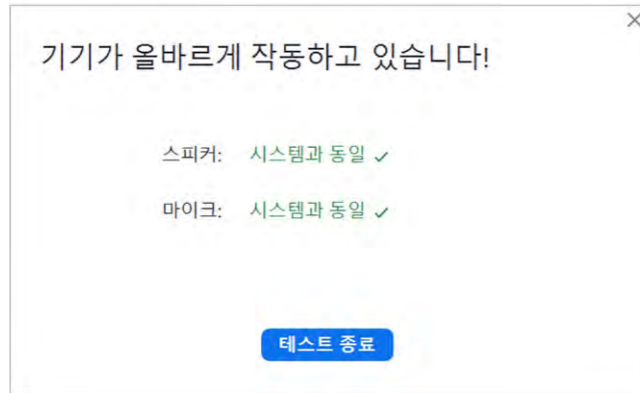 기기가 올바르게 작동하고 있습니다!
스피커: 시스템과 동일 ✓
마이크: 시스템과 동일 ✓
테스트 종료